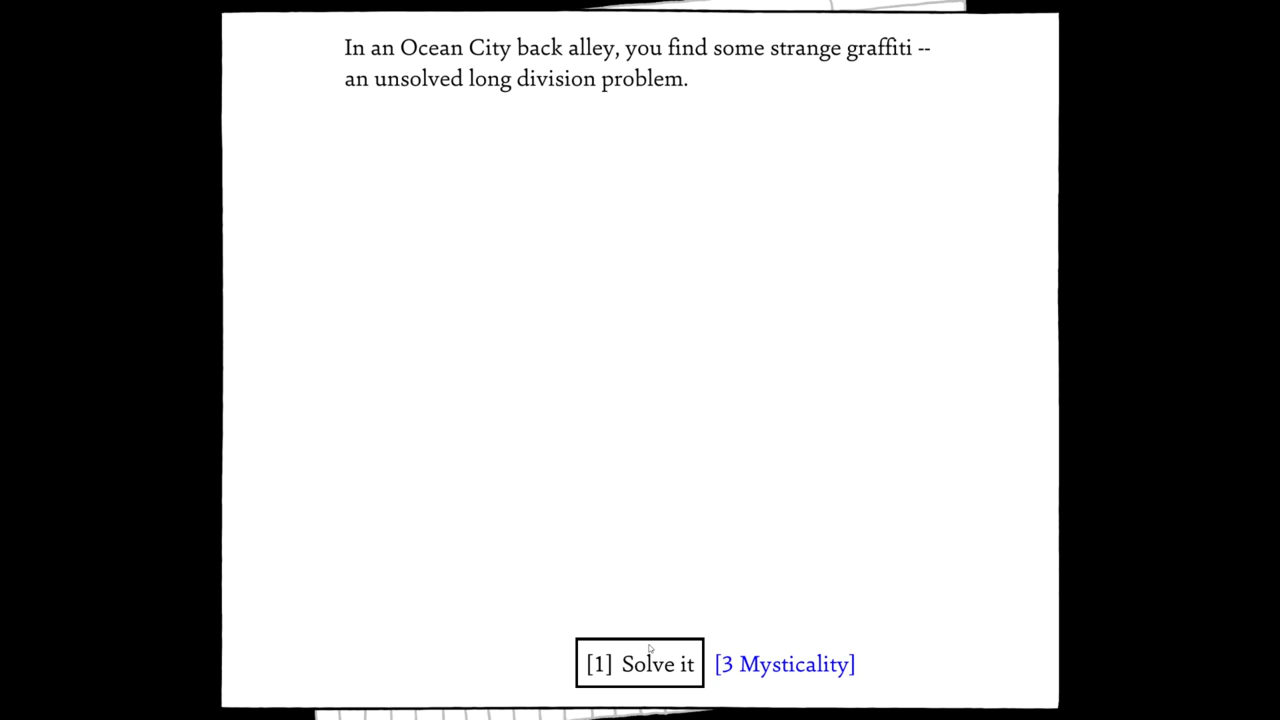 In an Ocean City back alley, you find some strange graffiti --
an unsolved long division problem.
[1] Solve it [3 Mysticality]